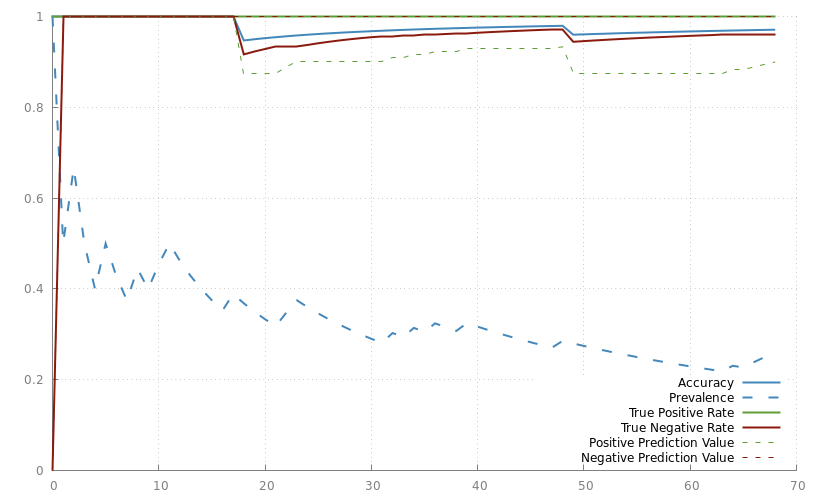 1
0.8
0.6
0.4
0.2
0
0 10 20 30 40 50 60 70
Accuracy
Prevalence
True Positive Rate
True Negative Rate
Positive Prediction Value
Negative Prediction Value